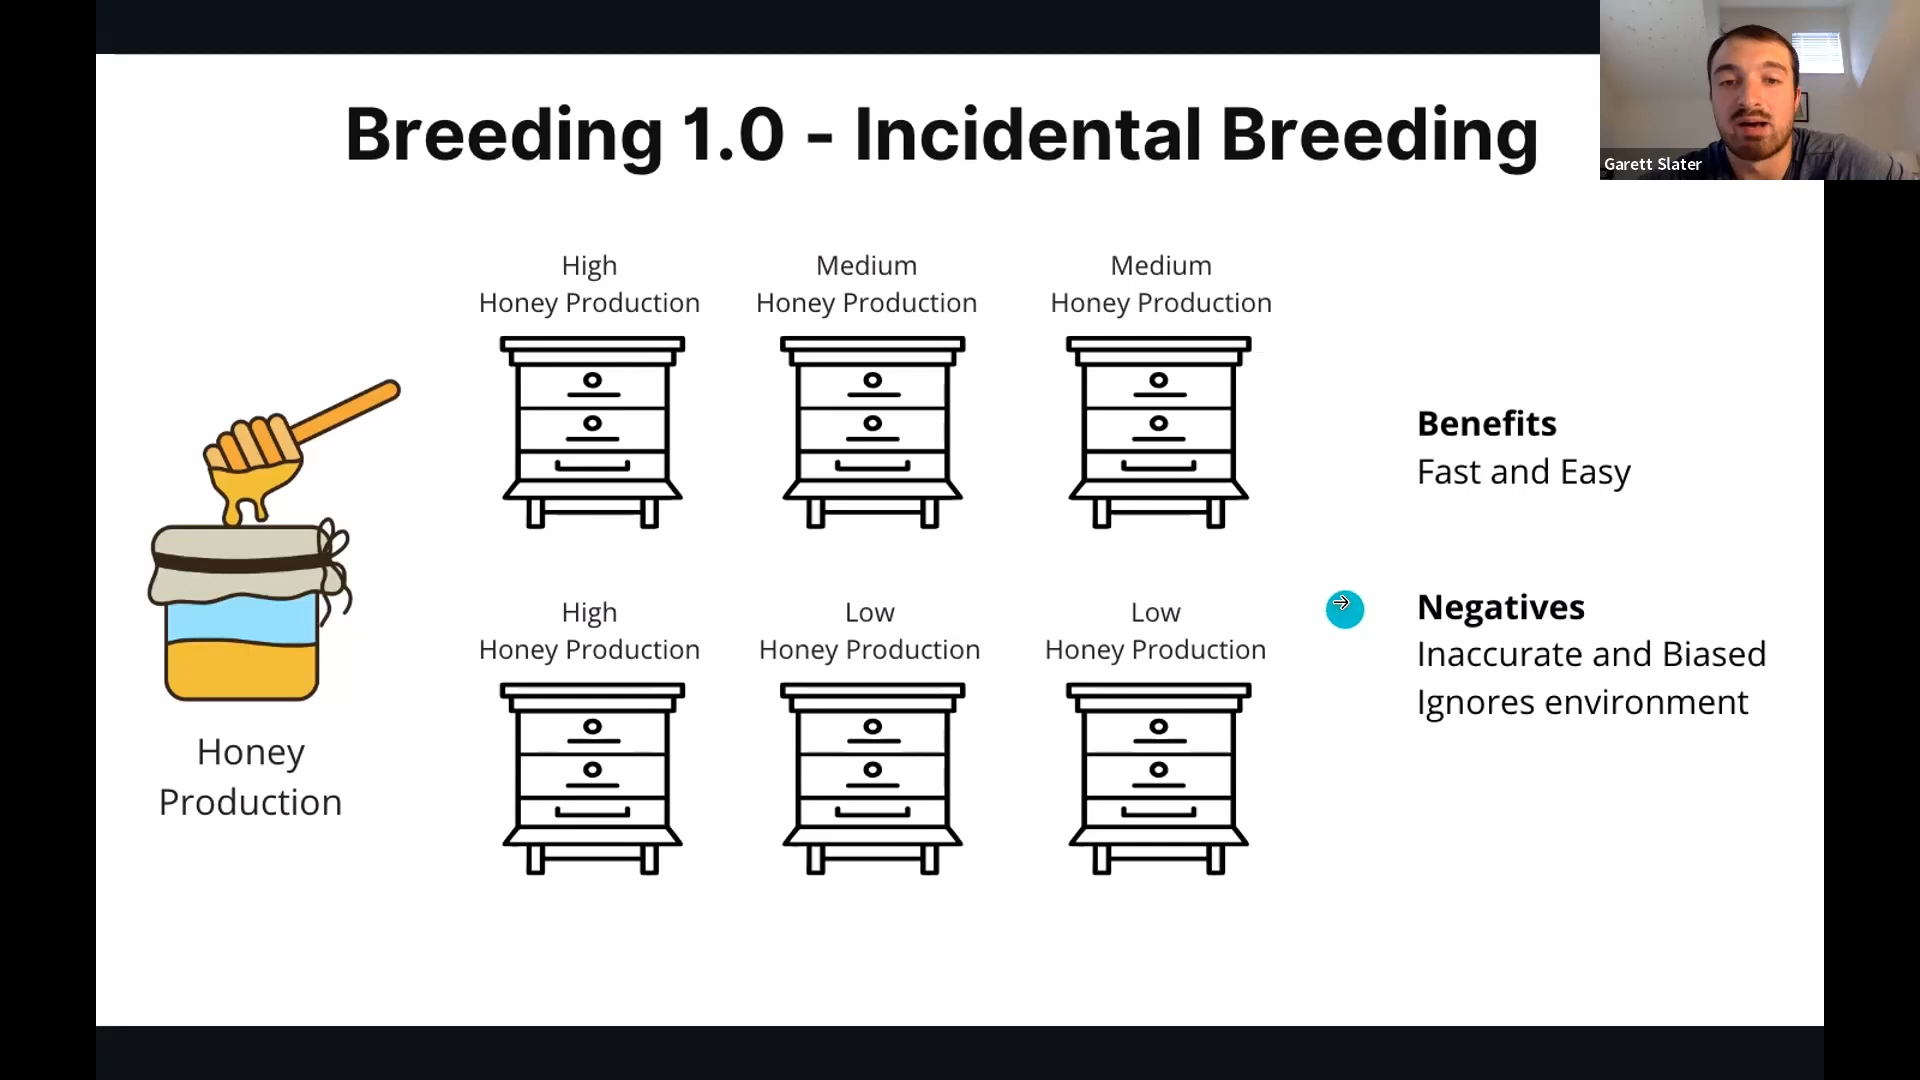 Breeding 1.0 - Incidental Breeding
Garett Slater
High
Honey Production
Medium
Honey Production
Medium
Honey Production
High
Honey Production
Low
Honey Production
Low
Honey Production
Honey
Production
Benefits
Fast and Easy
Negatives
Inaccurate and Biased
Ignores environment